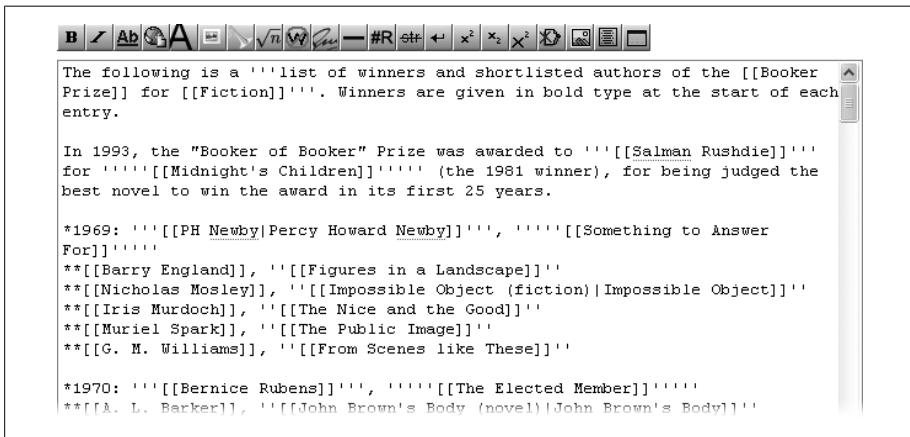 B I Ab A √n W #R str x² x₂ x²
The following is a '''list of winners and shortlisted authors of the [[Booker
Prize]] for [[Fiction]]'''. Winners are given in bold type at the start of each
entry.
In 1993, the "Booker of Booker" Prize was awarded to '''[[Salman Rushdie]]'''
for '''''[[Midnight's Children]]''''' (the 1981 winner), for being judged the
best novel to win the award in its first 25 years.
*1969: '''[[PH Newby|Percy Howard Newby]]''', '''''[[Something to Answer
For]]'''''
**[[Barry England]], ''[[Figures in a Landscape]]''
**[[Nicholas Mosley]], ''[[Impossible Object (fiction)|Impossible Object]]''
**[[Iris Murdoch]], ''[[The Nice and the Good]]''
**[[Muriel Spark]], ''[[The Public Image]]''
**[[G. M. Williams]], ''[[From Scenes like These]]''
*1970: '''[[Bernice Rubens]]''', '''''[[The Elected Member]]'''''
**[[A. L. Barker]], ''[[John Brown's Body (novel)|John Brown's Body]]''